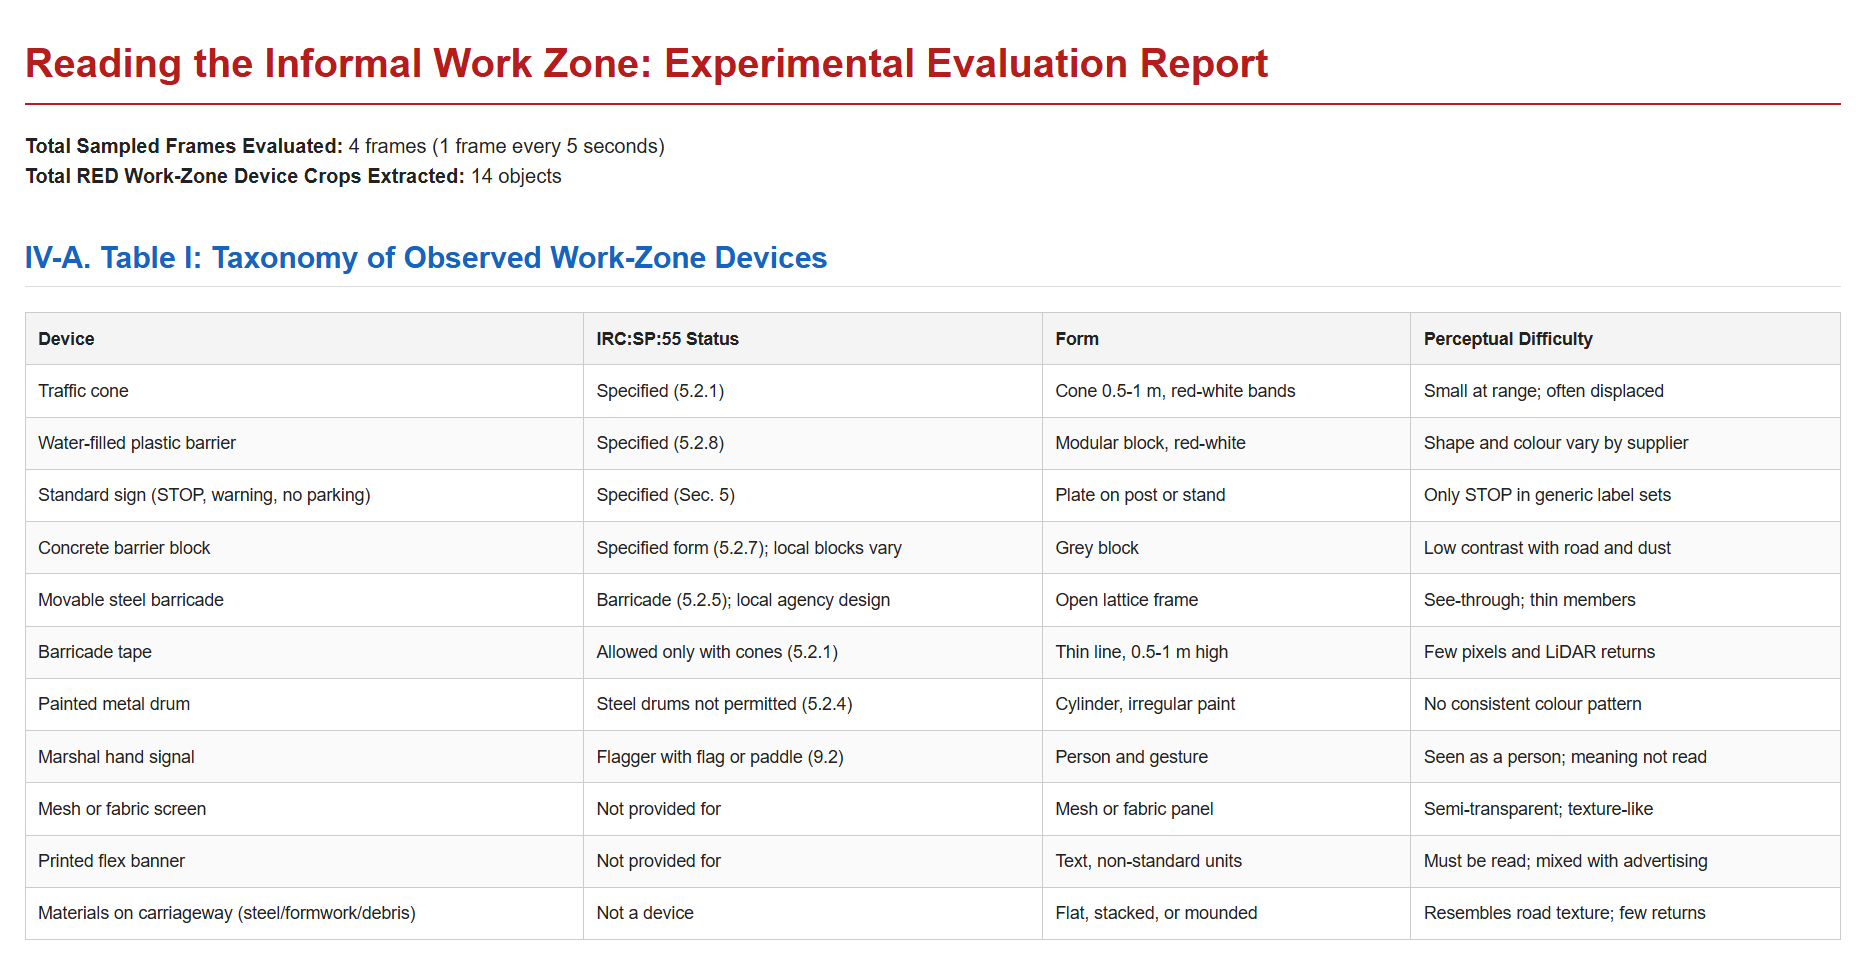 Reading the Informal Work Zone: Experimental Evaluation Report
Total Sampled Frames Evaluated: 4 frames (1 frame every 5 seconds)
Total RED Work-Zone Device Crops Extracted: 14 objects
IV-A. Table I: Taxonomy of Observed Work-Zone Devices
Device IRC:SP:55 Status Form Perceptual Difficulty
Traffic cone Specified (5.2.1) Cone 0.5-1 m, red-white bands Small at range; often displaced
Water-filled plastic barrier Specified (5.2.8) Modular block, red-white Shape and colour vary by supplier
Standard sign (STOP, warning, no parking) Specified (Sec. 5) Plate on post or stand Only STOP in generic label sets
Concrete barrier block Specified form (5.2.7); local blocks vary Grey block Low contrast with road and dust
Movable steel barricade Barricade (5.2.5); local agency design Open lattice frame See-through; thin members
Barricade tape Allowed only with cones (5.2.1) Thin line, 0.5-1 m high Few pixels and LiDAR returns
Painted metal drum Steel drums not permitted (5.2.4) Cylinder, irregular paint No consistent colour pattern
Marshal hand signal Flagger with flag or paddle (9.2) Person and gesture Seen as a person; meaning not read
Mesh or fabric screen Not provided for Mesh or fabric panel Semi-transparent; texture-like
Printed flex banner Not provided for Text, non-standard units Must be read; mixed with advertising
Materials on carriageway (steel/formwork/debris) Not a device Flat, stacked, or mounded Resembles road texture; few returns